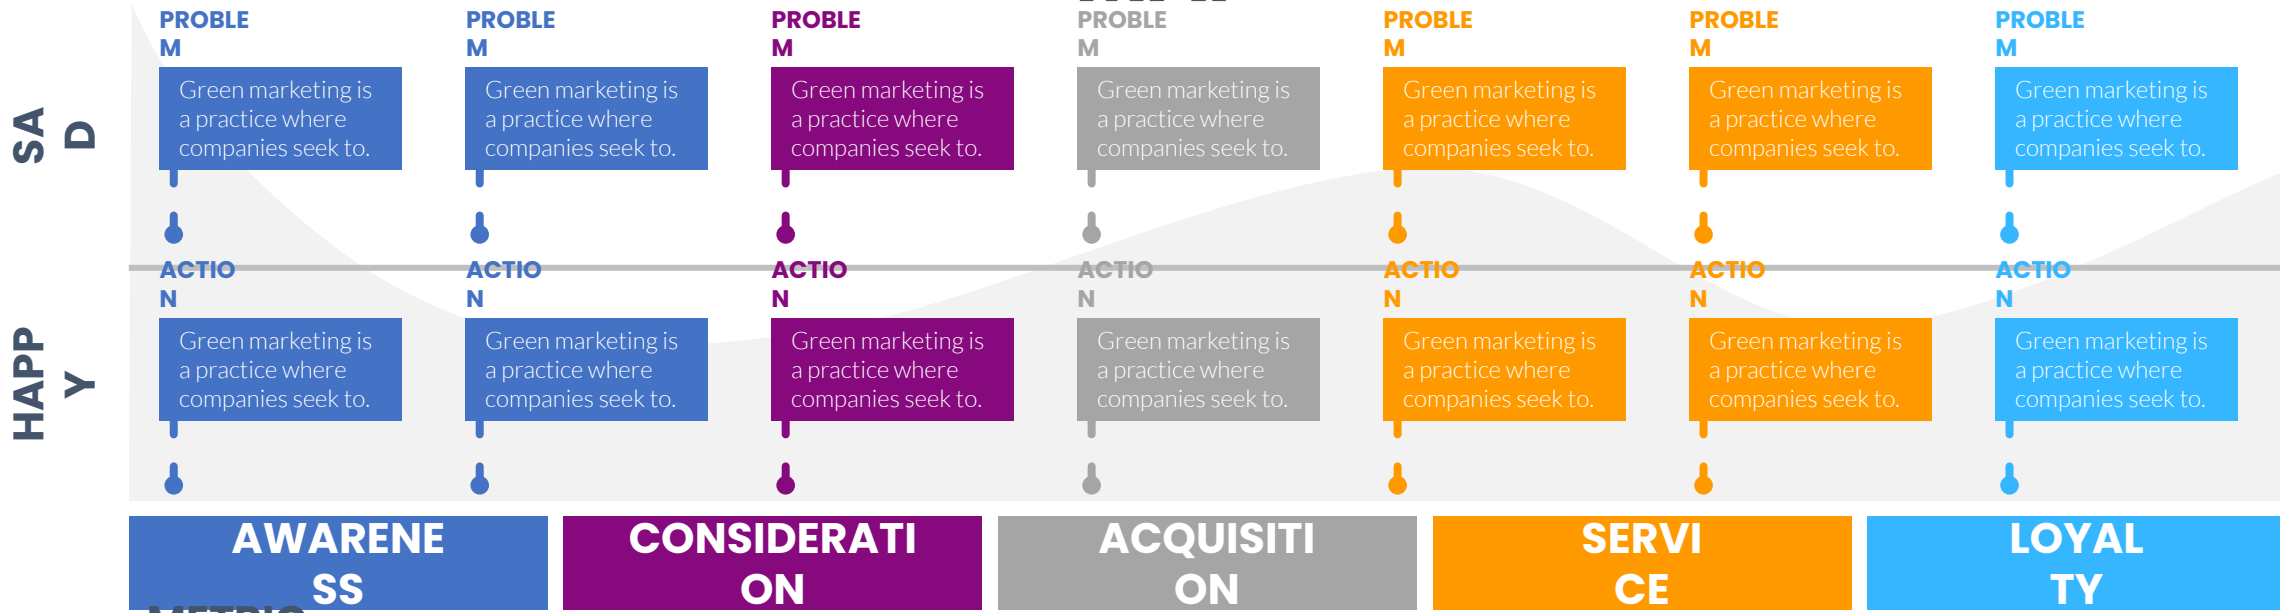 PROBLE
M
PROBLE
M
PROBLE
M
PROBLE
M
PROBLE
M
PROBLE
M
PROBLE
M
SA
D
Green marketing is
a practice where
companies seek to.
Green marketing is
a practice where
companies seek to.
Green marketing is
a practice where
companies seek to.
Green marketing is
a practice where
companies seek to.
Green marketing is
a practice where
companies seek to.
Green marketing is
a practice where
companies seek to.
Green marketing is
a practice where
companies seek to.
ACTIO
N
ACTIO
N
ACTIO
N
ACTIO
N
ACTIO
N
ACTIO
N
ACTIO
N
HAPP
Y
Green marketing is
a practice where
companies seek to.
Green marketing is
a practice where
companies seek to.
Green marketing is
a practice where
companies seek to.
Green marketing is
a practice where
companies seek to.
Green marketing is
a practice where
companies seek to.
Green marketing is
a practice where
companies seek to.
Green marketing is
a practice where
companies seek to.
AWARENE
SS
CONSIDERATI
ON
ACQUISITI
ON
SERVI
CE
LOYAL
TY